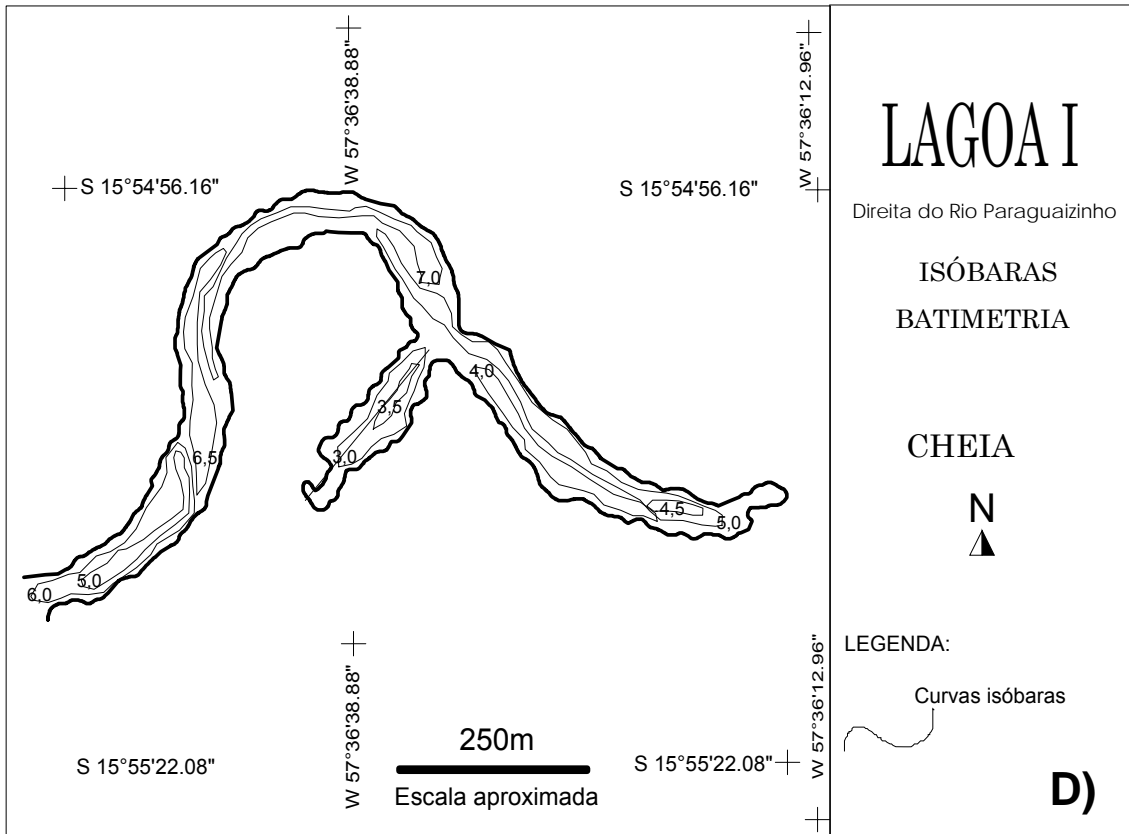 W 57°36'38.88"
W 57°36'12.96"
S 15°54'56.16"
S 15°54'56.16"
7,0
4,0
3,5
3,0
6,5
4,5
5,0
5,0
6,0
W 57°36'38.88"
W 57°36'12.96"
250m
Escala aproximada
S 15°55'22.08"
S 15°55'22.08"
LAGOA I
Direita do Rio Paraguaizinho
ISÓBARAS
BATIMETRIA
CHEIA
N
LEGENDA:
Curvas isóbaras
D)